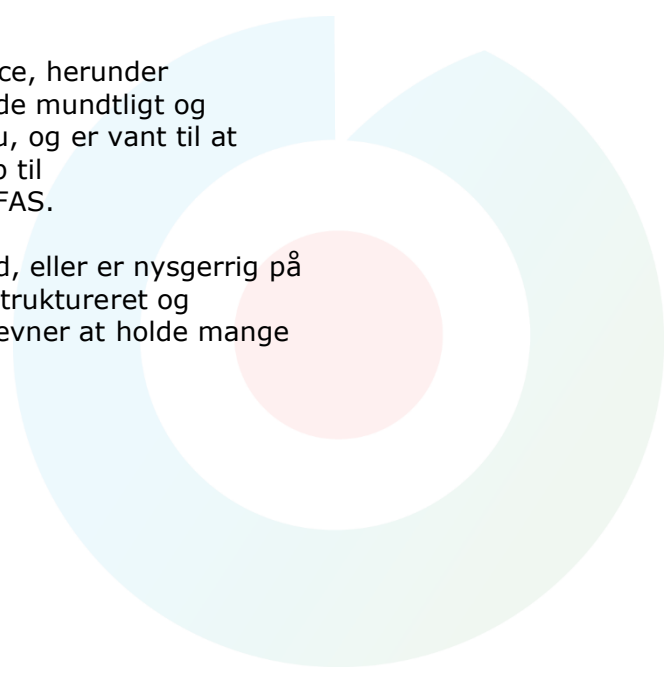 ce, herunder
de mundtligt og
u, og er vant til at
til
FAS.
d, eller er nysgerrig på
truktureret og
evner at holde mange